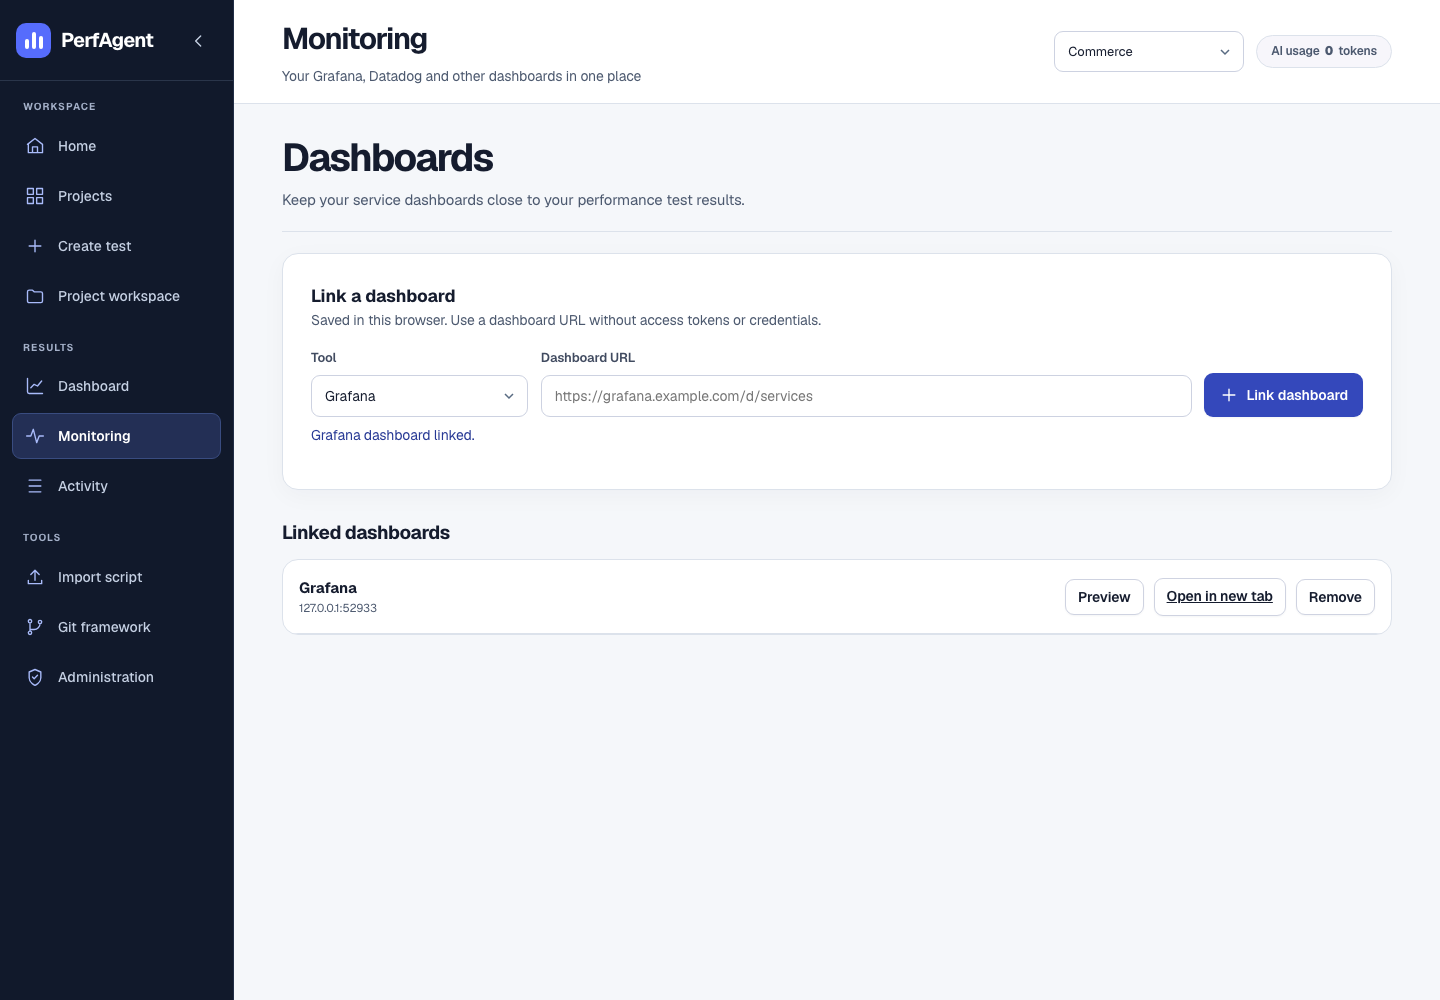 PerfAgent
WORKSPACE
Home
Projects
Create test
Project workspace
RESULTS
Dashboard
Monitoring
Activity
TOOLS
Import script
Git framework
Administration
Monitoring
Your Grafana, Datadog and other dashboards in one place
Commerce
AI usage 0 tokens
Dashboards
Keep your service dashboards close to your performance test results.
Link a dashboard
Saved in this browser. Use a dashboard URL without access tokens or credentials.
Tool
Dashboard URL
Grafana
https://grafana.example.com/d/services
Link dashboard
Grafana dashboard linked.
Linked dashboards
Grafana
127.0.0.1:52933
Preview
Open in new tab
Remove